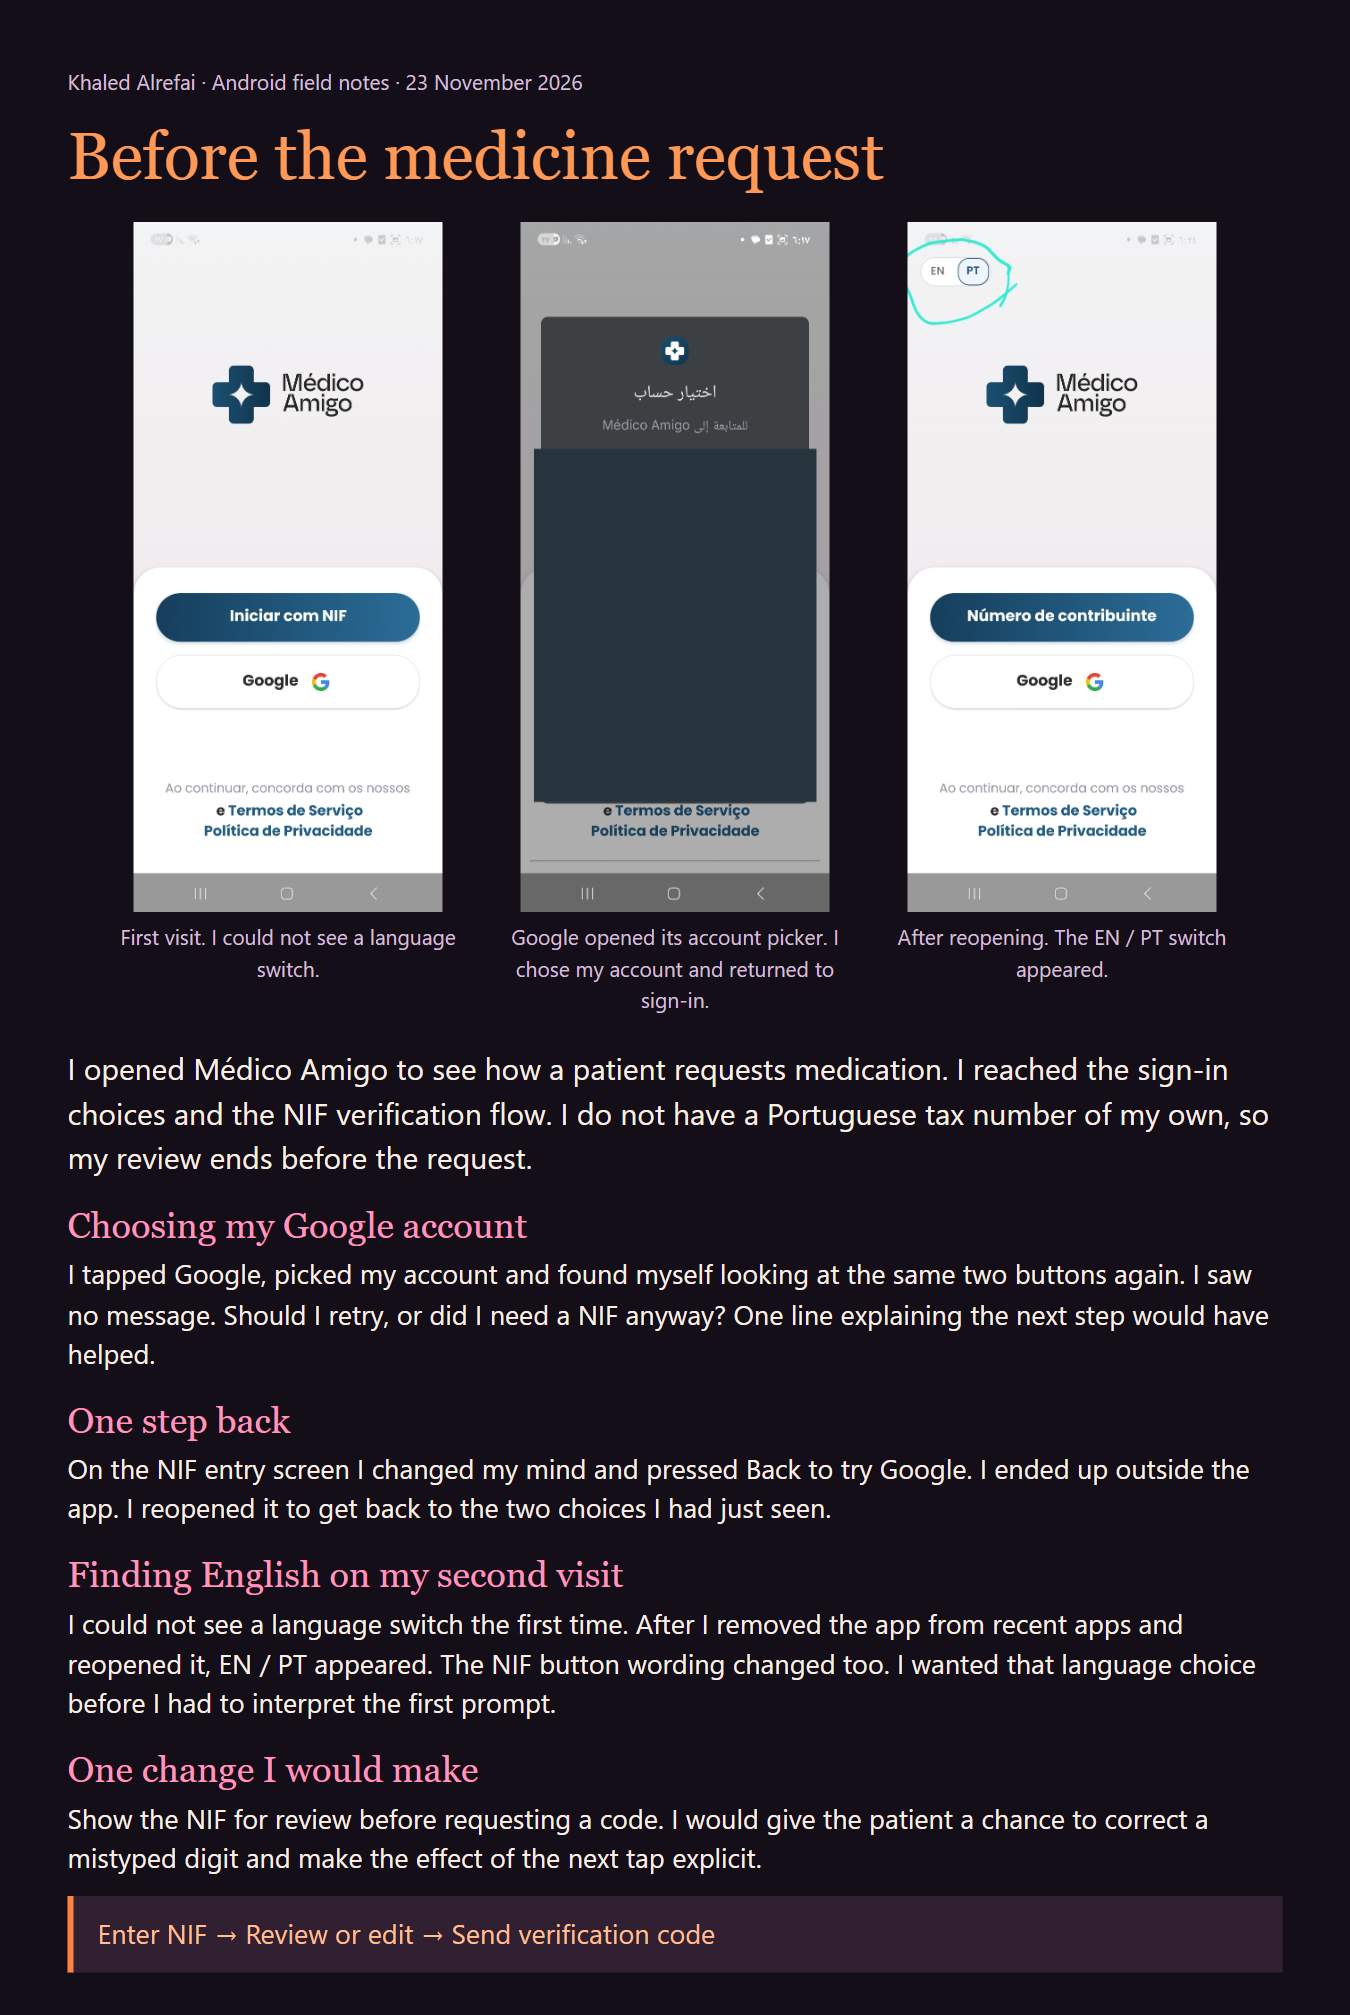 Khaled Alrefai · Android field notes · 23 November 2026
Before the medicine request
Médico
Amigo
Iniciar com NIF
Google
Ao continuar, concorda com os nossos
e Termos de Serviço
Política de Privacidade
First visit. I could not see a language
switch.
٦:١٧
اختيار حساب
للمتابعة إلى Médico Amigo
e Termos de Serviço
Política de Privacidade
Google opened its account picker. I
chose my account and returned to
sign-in.
EN PT
Médico
Amigo
Número de contribuinte
Google
Ao continuar, concorda com os nossos
e Termos de Serviço
Política de Privacidade
After reopening. The EN / PT switch
appeared.
I opened Médico Amigo to see how a patient requests medication. I reached the sign-in
choices and the NIF verification flow. I do not have a Portuguese tax number of my own, so
my review ends before the request.
Choosing my Google account
I tapped Google, picked my account and found myself looking at the same two buttons again. I saw
no message. Should I retry, or did I need a NIF anyway? One line explaining the next step would have
helped.
One step back
On the NIF entry screen I changed my mind and pressed Back to try Google. I ended up outside the
app. I reopened it to get back to the two choices I had just seen.
Finding English on my second visit
I could not see a language switch the first time. After I removed the app from recent apps and
reopened it, EN / PT appeared. The NIF button wording changed too. I wanted that language choice
before I had to interpret the first prompt.
One change I would make
Show the NIF for review before requesting a code. I would give the patient a chance to correct a
mistyped digit and make the effect of the next tap explicit.
Enter NIF → Review or edit → Send verification code